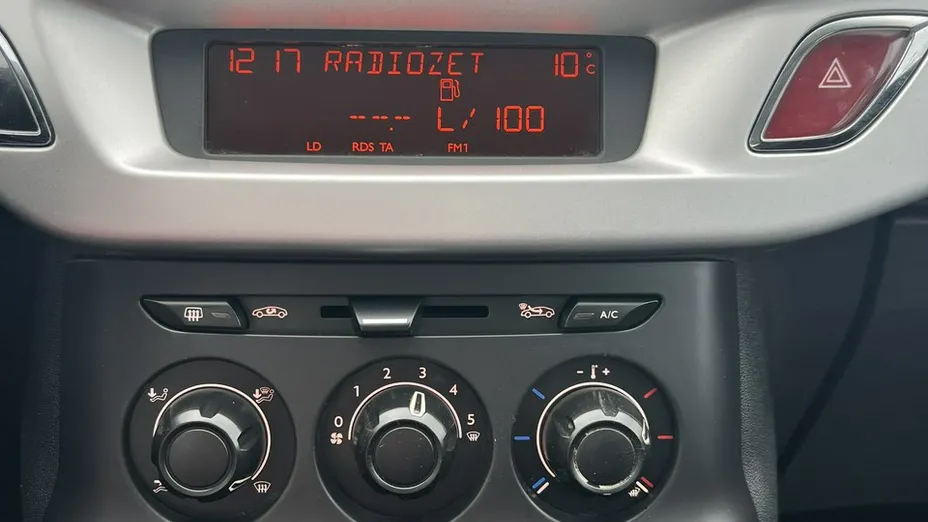 12 17 RADIOZET 10°C
--.- L/100
LD RDS TA FM1
A/C
- +
0 1 2 3 4 5